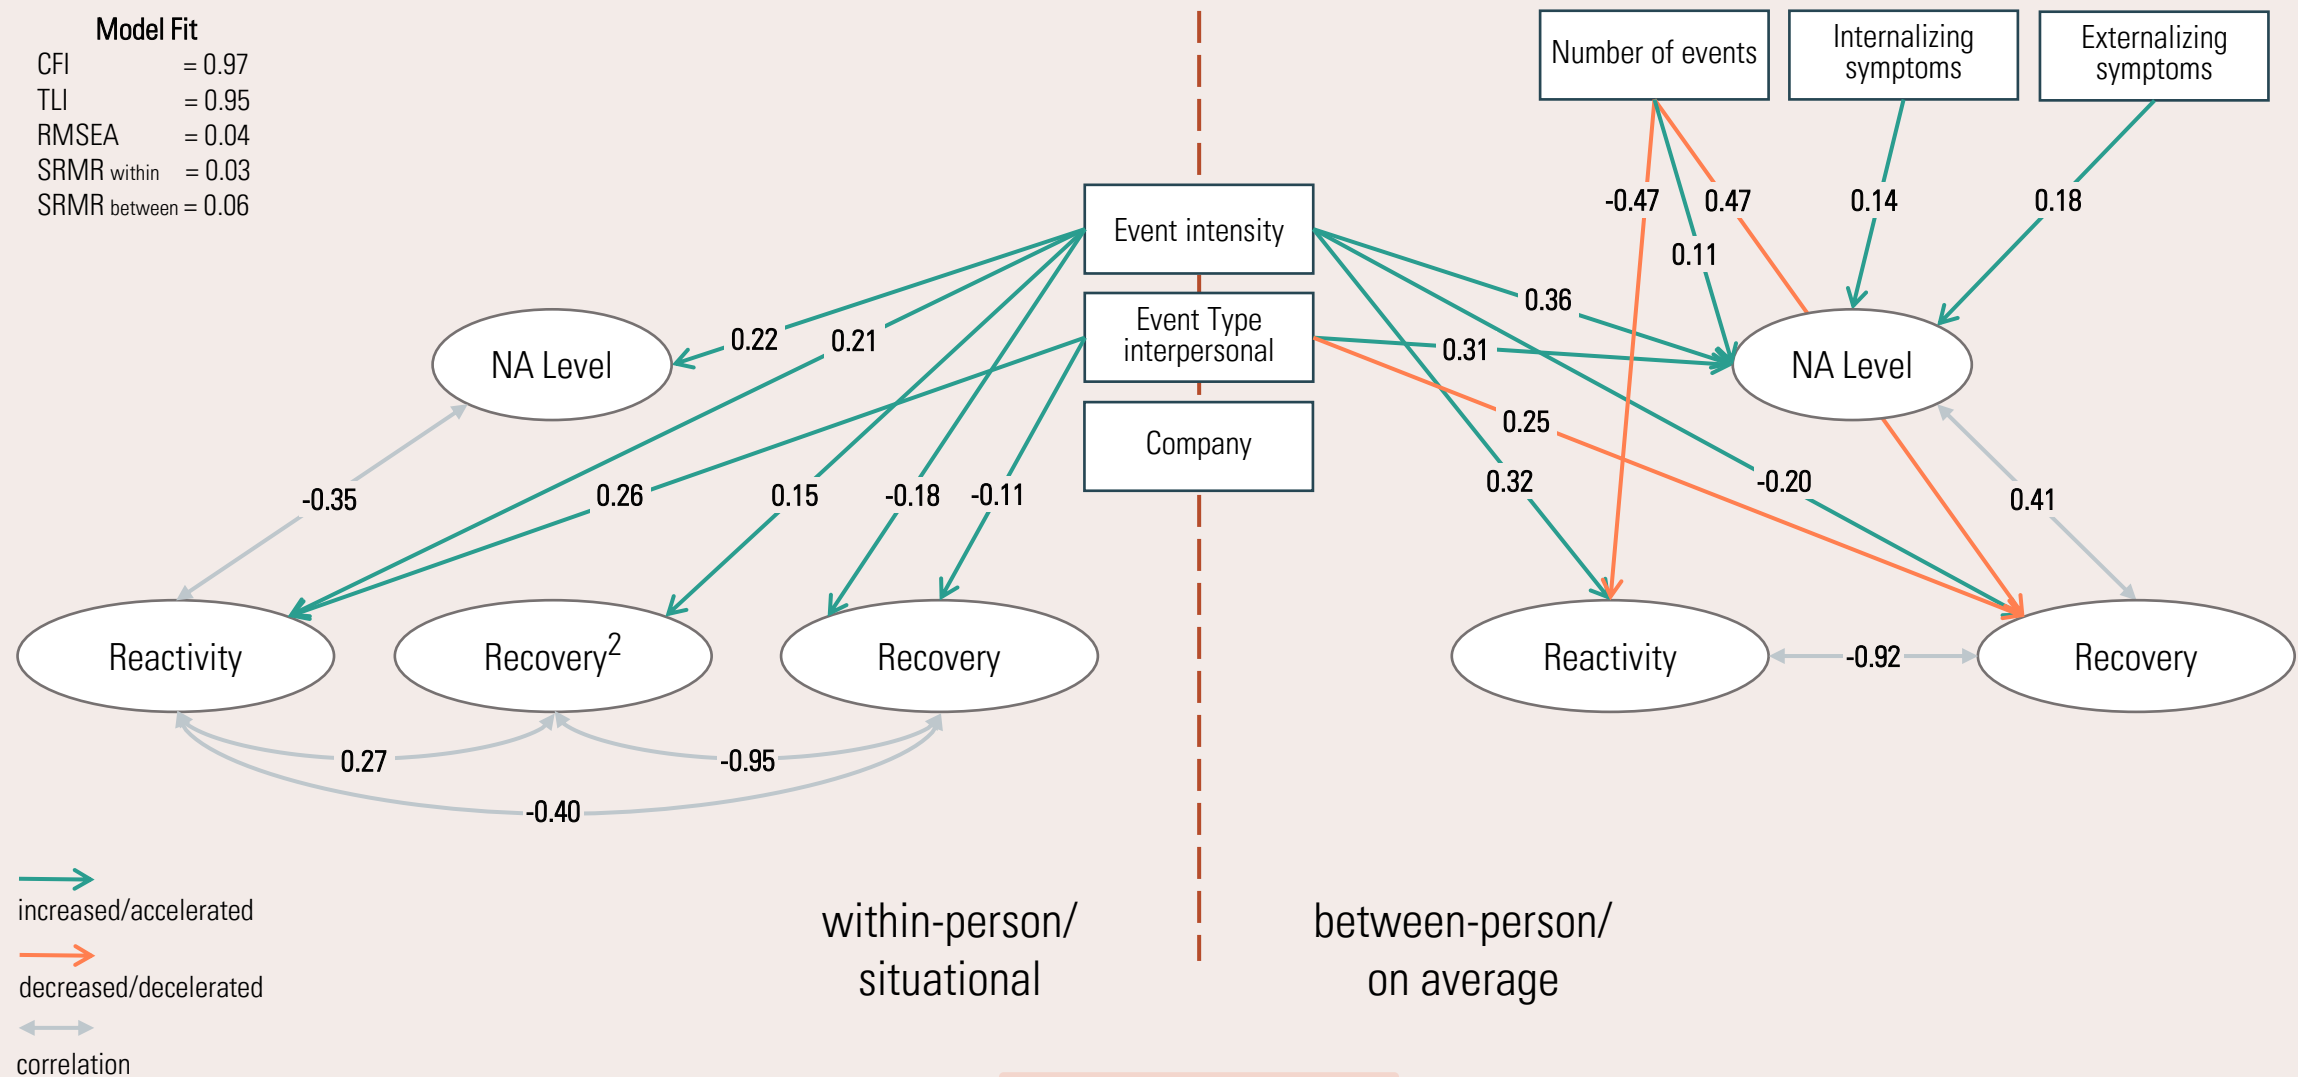 Model Fit
CFI = 0.97
TLI = 0.95
RMSEA = 0.04
SRMR within = 0.03
SRMR between = 0.06
Number of events
Internalizing
symptoms
Externalizing
symptoms
Event intensity
Event Type
interpersonal
Company
-0.47
0.47
0.14
0.18
0.11
0.22
0.21
0.36
0.31
NA Level
NA Level
0.25
-0.35
0.26
0.15
-0.18
-0.11
0.32
-0.20
0.41
Reactivity
Recovery2
Recovery
Reactivity
-0.92
Recovery
0.27
-0.95
-0.40
increased/accelerated
decreased/decelerated
correlation
within-person/
situational
between-person/
on average